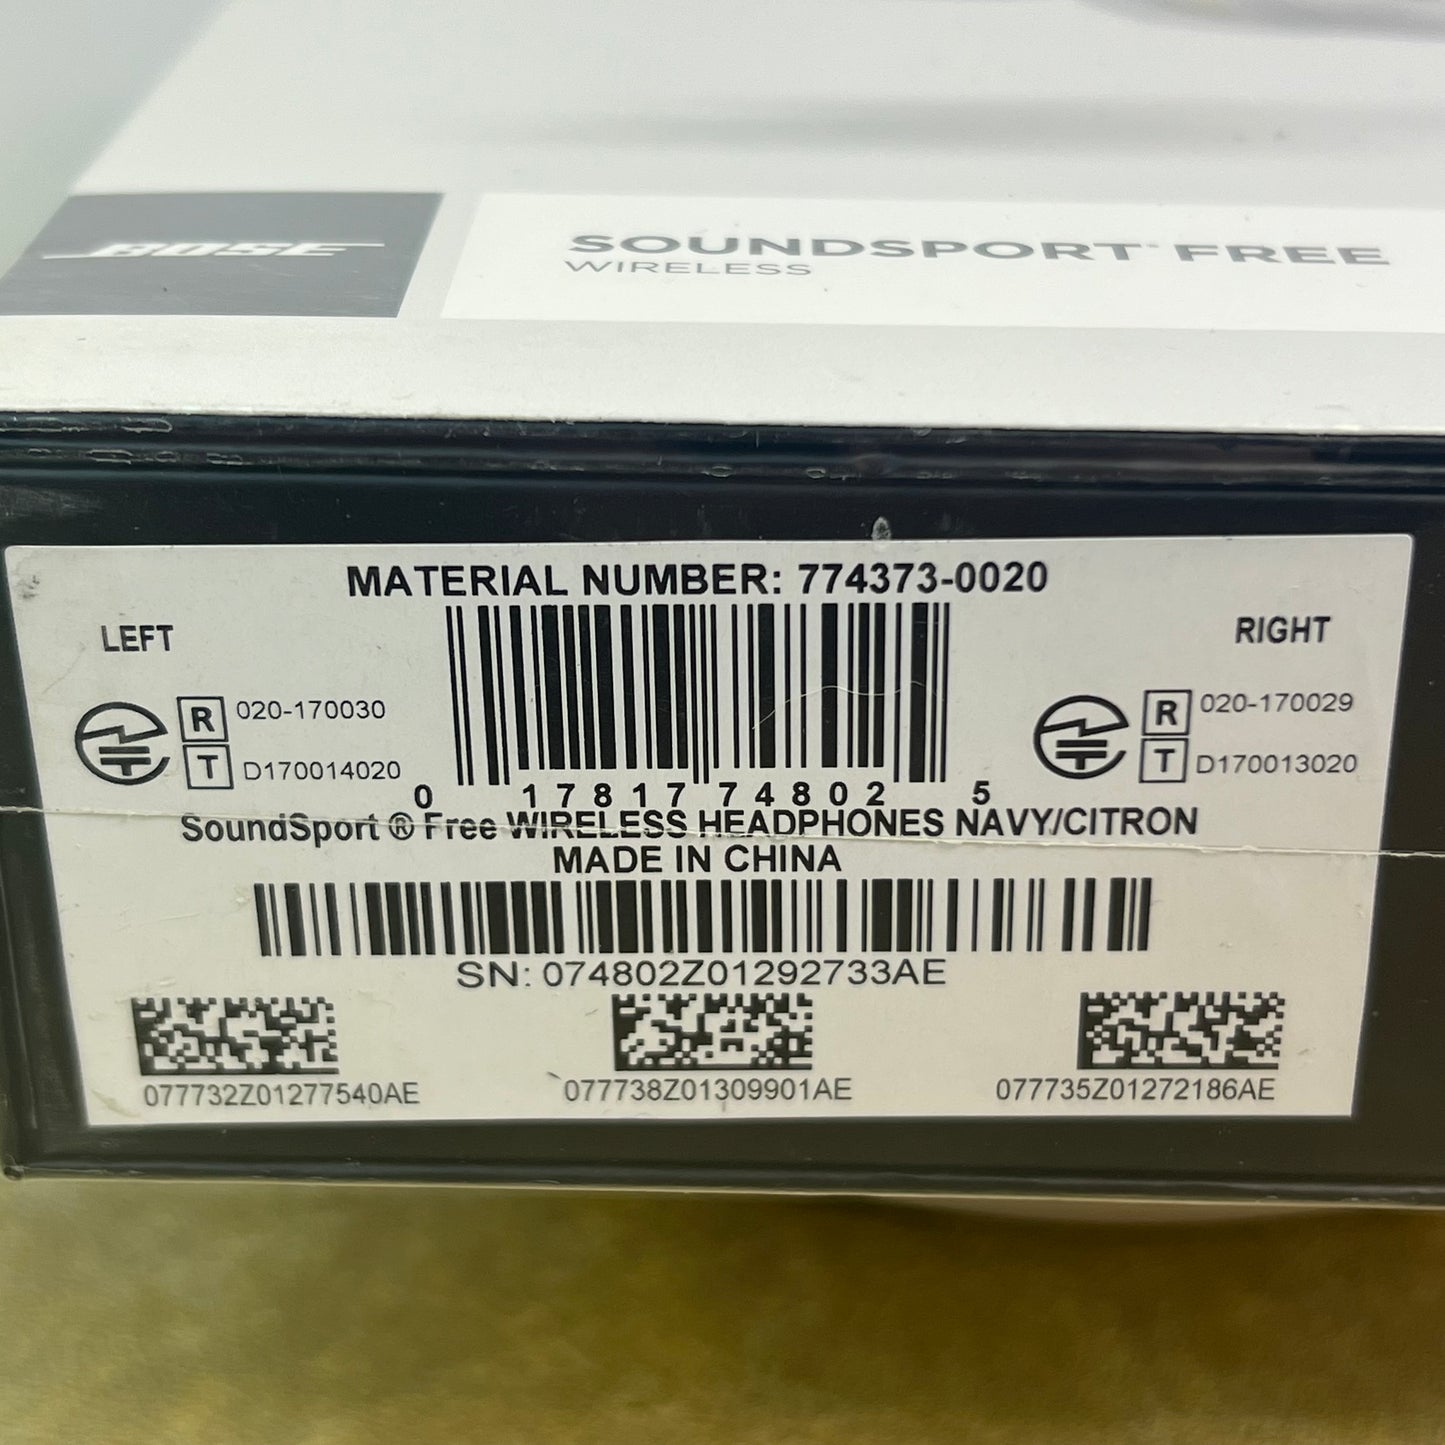 BOSE
SOUNDSPORT FREE
WIRELESS
MATERIAL NUMBER: 774373-0020
LEFT
RIGHT
R 020-170030
T D170014020
R 020-170029
T D170013020
0 17817 74802 5
SoundSport ® Free WIRELESS HEADPHONES NAVY/CITRON
MADE IN CHINA
SN: 074802Z01292733AE
077732Z01277540AE
077738Z01309901AE
077735Z01272186AE